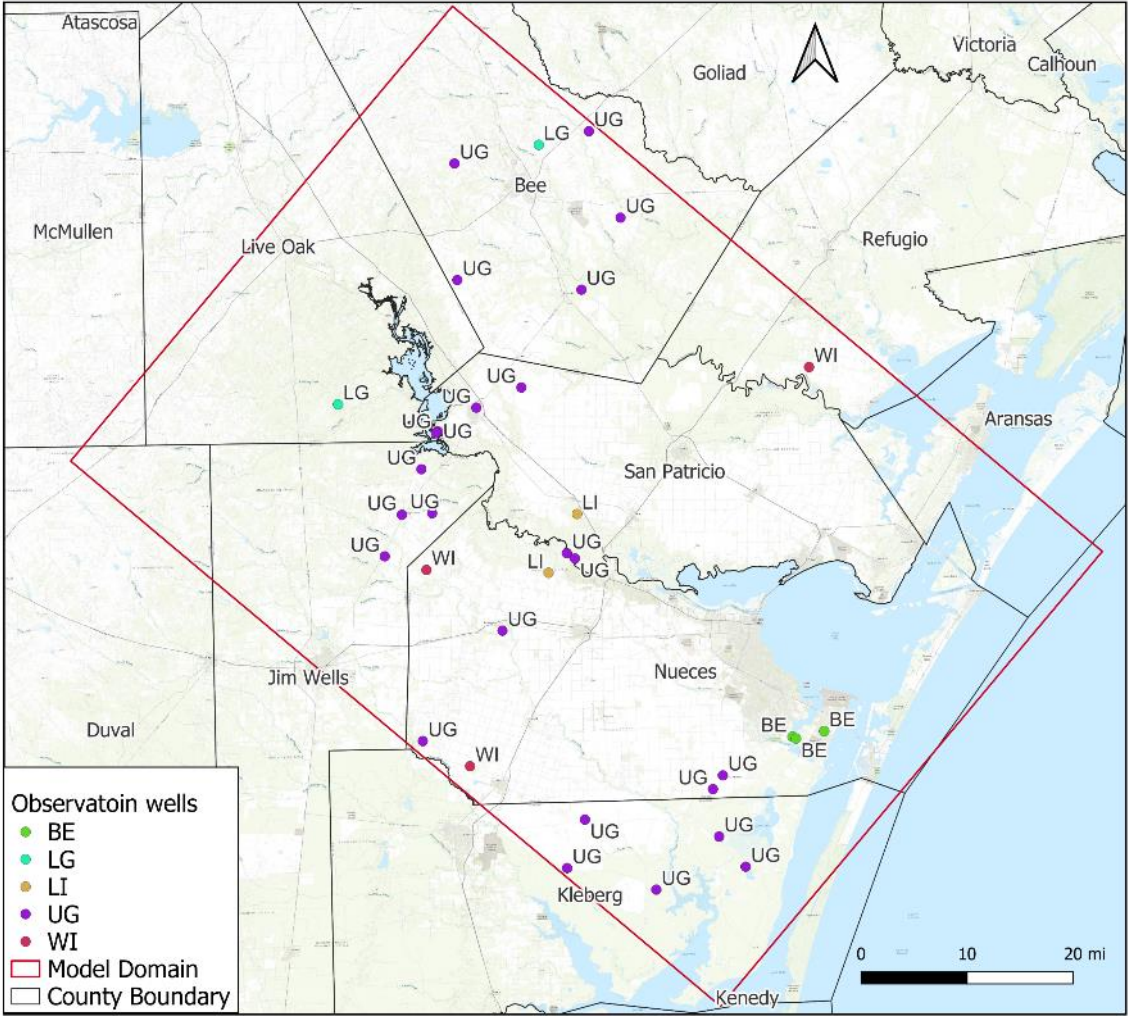 Atascosa
Victoria
Calhoun
Goliad
UG
LG
UG
Bee
UG
McMullen
Live Oak
Refugio
UG
UG
WI
UG
LG
UG
Aransas
UG
UG
UG
San Patricio
UG
UG
LI
UG
UG
WI
LI
UG
UG
Nueces
Jim Wells
Duval
BE
BE
BE
UG
WI
UG
UG
UG
UG
UG
UG
UG
Kleberg
Kenedy
Observatoin wells
BE
LG
LI
UG
WI
Model Domain
County Boundary
0 10 20 mi